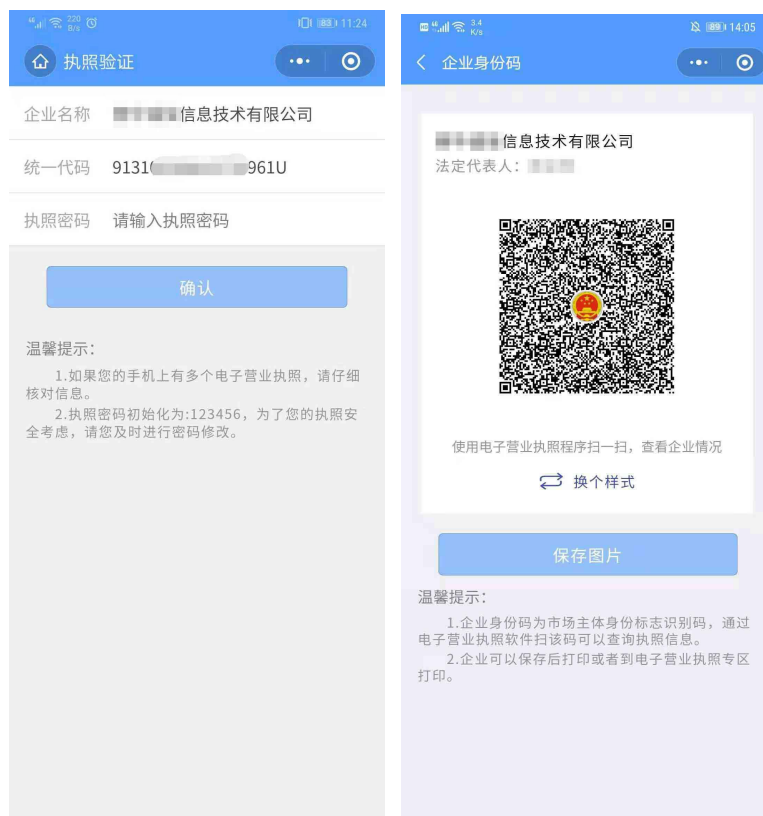 220
B/s
83
11:24
执照验证
企业名称
信息技术有限公司
统一代码
9131
961U
执照密码
请输入执照密码
确认
温馨提示:
1.如果您的手机上有多个电子营业执照，请仔细
核对信息。
2.执照密码初始化为:123456，为了您的执照安
全考虑，请您及时进行密码修改。
3.4
K/s
89
14:05
企业身份码
信息技术有限公司
法定代表人：
使用电子营业执照程序扫一扫，查看企业情况
换个样式
保存图片
温馨提示：
1.企业身份码为市场主体身份标志识别码，通过
电子营业执照软件扫该码可以查询执照信息。
2.企业可以保存后打印或者到电子营业执照专区
打印。